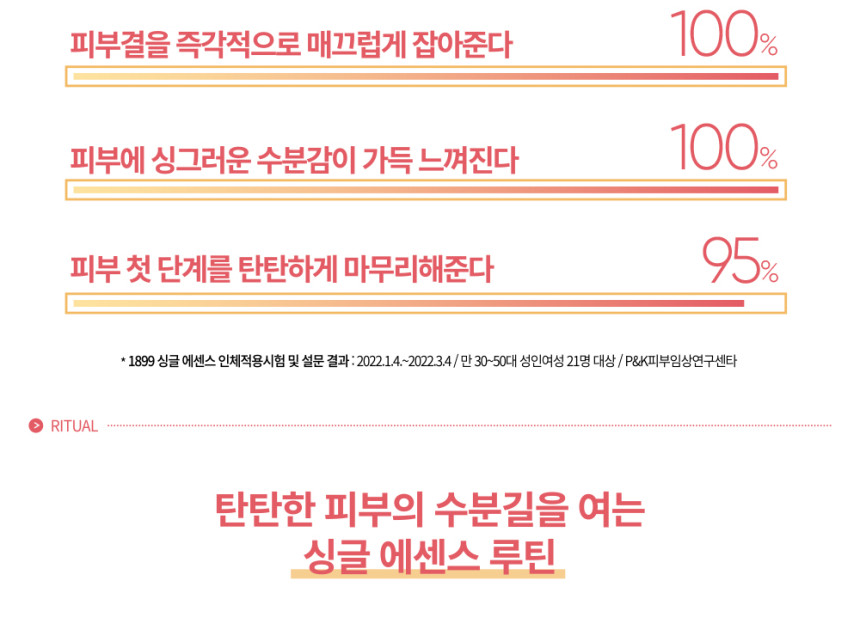 피부결을 즉각적으로 매끄럽게 잡아준다 100%
피부에 싱그러운 수분감이 가득 느껴진다 100%
피부 첫 단계를 탄탄하게 마무리해준다 95%
* 1899 싱글 에센스 인체적용시험 및 설문 결과 : 2022.1.4.~2022.3.4 / 만 30~50대 성인여성 21명 대상 / P&K피부임상연구센타
RITUAL
탄탄한 피부의 수분길을 여는
싱글 에센스 루틴